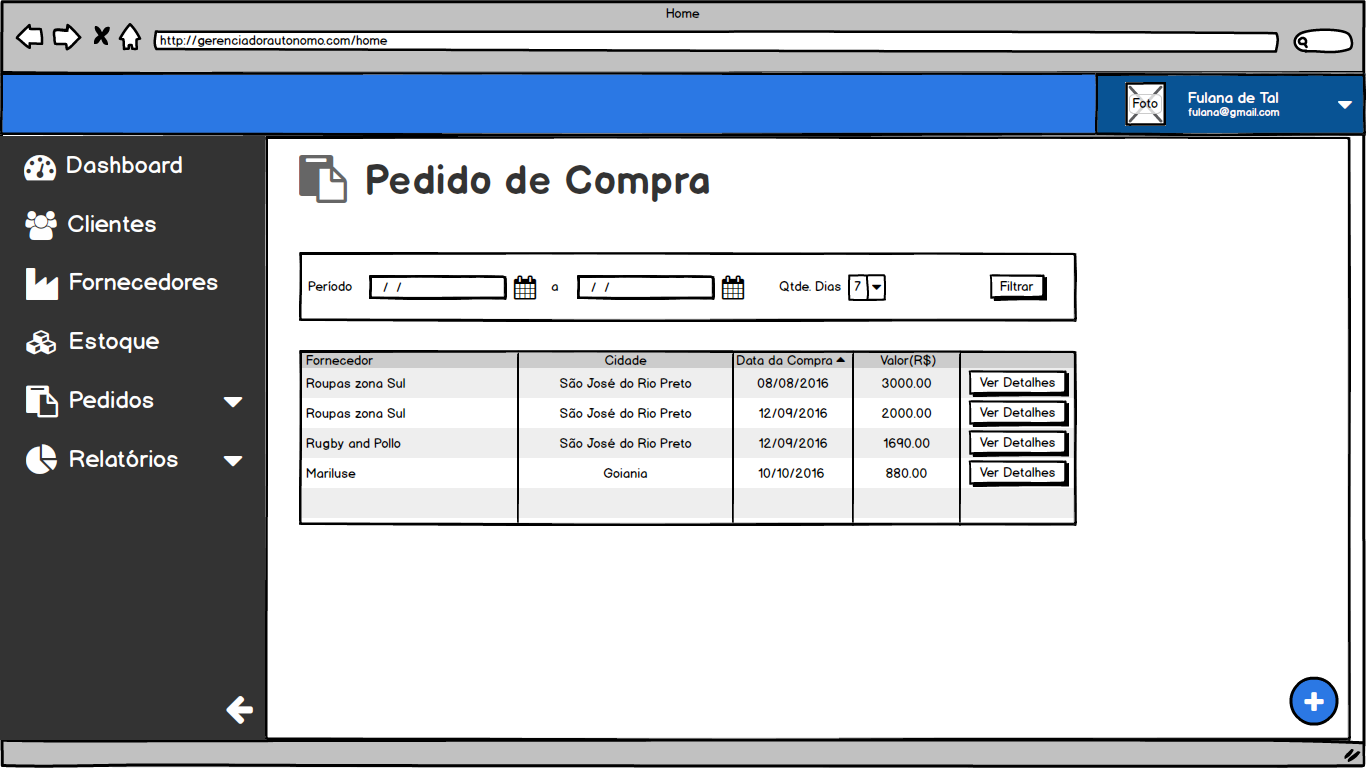 Home
http://gerenciadorautonomo.com/home
Foto
Fulana de Tal
fulana@gmail.com
Dashboard
Clientes
Fornecedores
Estoque
Pedidos
Relatórios
Pedido de Compra
Período / / a / / Qtde. Dias 7 Filtrar
Fornecedor Cidade Data da Compra Valor(R$)
Roupas zona Sul São José do Rio Preto 08/08/2016 3000.00 Ver Detalhes
Roupas zona Sul São José do Rio Preto 12/09/2016 2000.00 Ver Detalhes
Rugby and Pollo São José do Rio Preto 12/09/2016 1690.00 Ver Detalhes
Mariluse Goiania 10/10/2016 880.00 Ver Detalhes